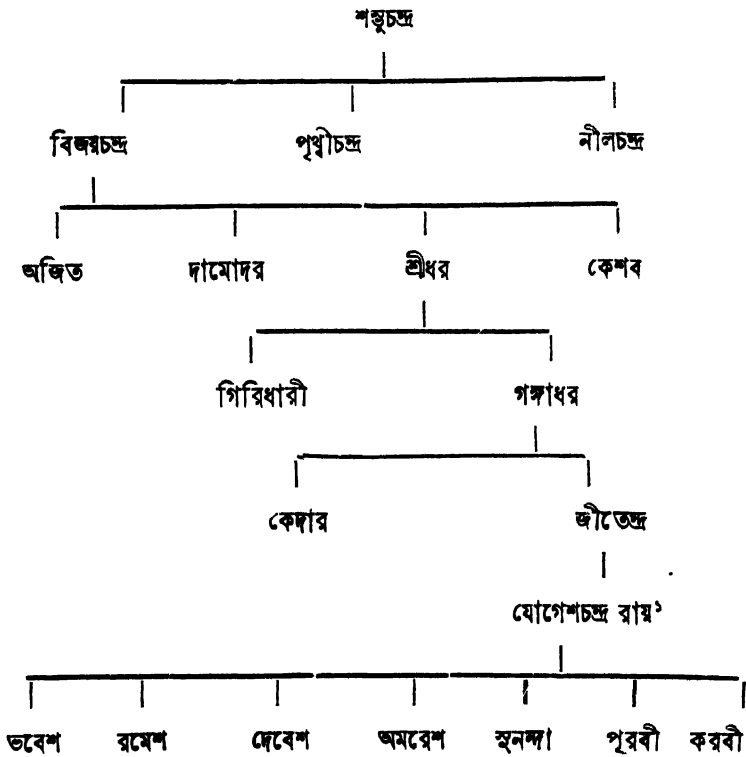 শম্ভুচন্দ্র
বিজয়চন্দ্র পৃথ্বীচন্দ্র নীলচন্দ্র
অজিত দামোদর শ্রীধর কেশব
গিরিধারী গঙ্গাধর
কেদার জীতেন্দ্র
যোগেশচন্দ্র রায়১
ভবেশ রমেশ দেবেশ অমরেশ সুনন্দা পূরবী করবী